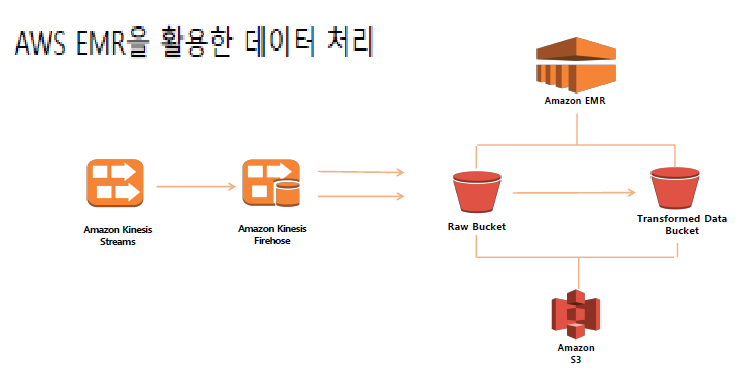 AWS EMR을 활용한 데이터 처리
Amazon EMR
Amazon Kinesis
Streams
Amazon Kinesis
Firehose
Raw Bucket
Transformed Data
Bucket
Amazon
S3